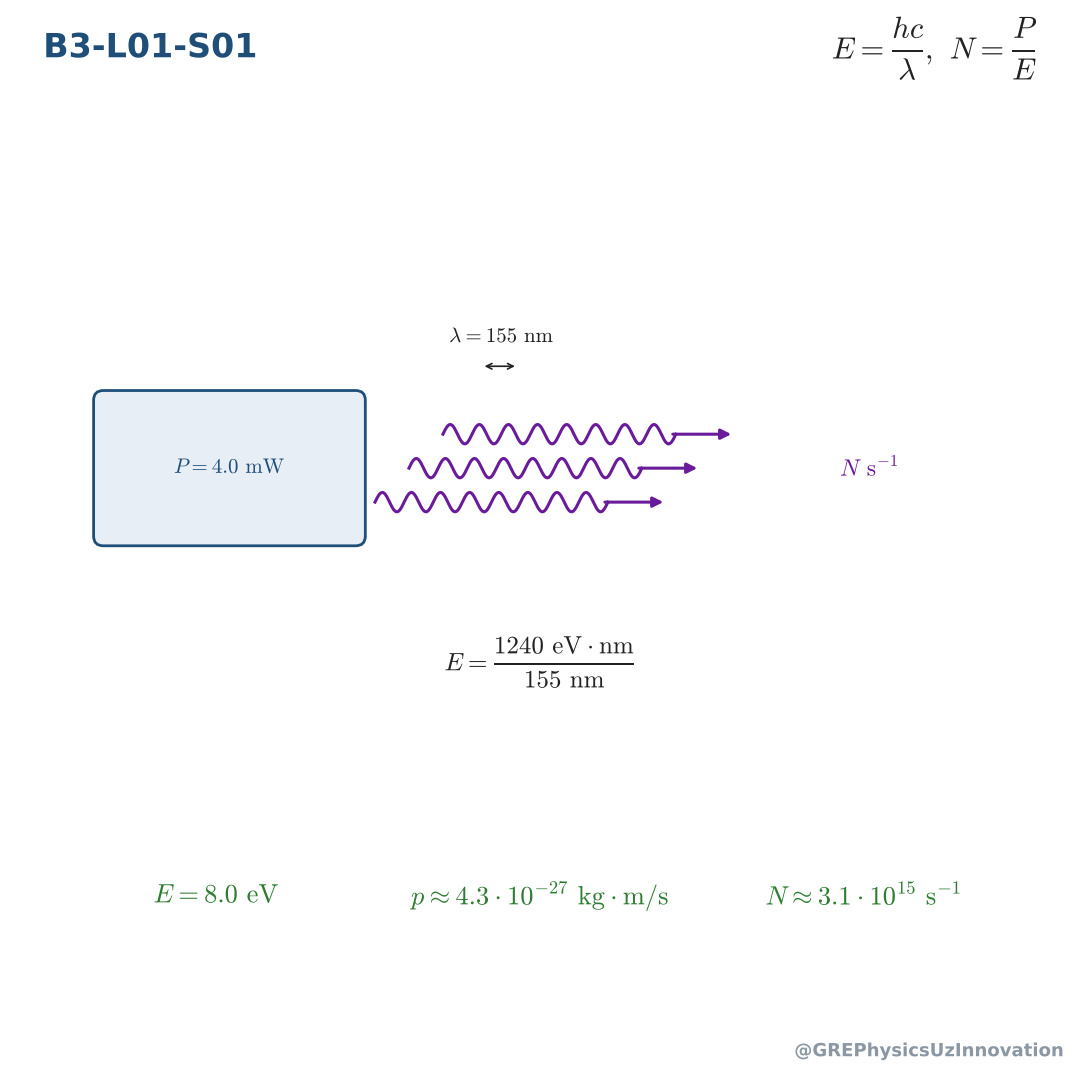 B3-L01-S01
E = hc/λ, N = P/E
λ = 155 nm
P = 4.0 mW
N s⁻¹
E = 1240 eV · nm / 155 nm
E = 8.0 eV
p ≈ 4.3 · 10⁻²⁷ kg · m/s
N ≈ 3.1 · 10¹⁵ s⁻¹
@GREPhysicsUzInnovation